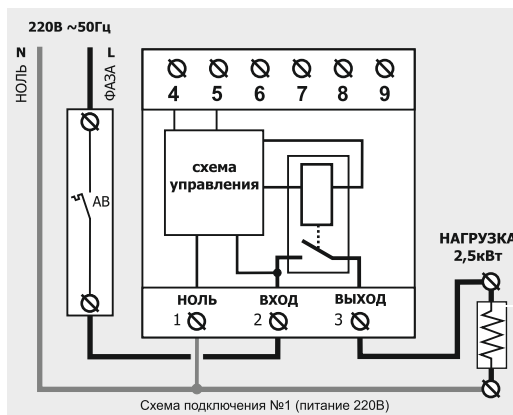 220В ~50Гц
N L
НОЛЬ
ФАЗА
4 5 6 7 8 9
схема
управления
АВ
НАГРУЗКА
2,5кВт
НОЛЬ ВХОД ВЫХОД
1 2 3
Схема подключения №1 (питание 220В)